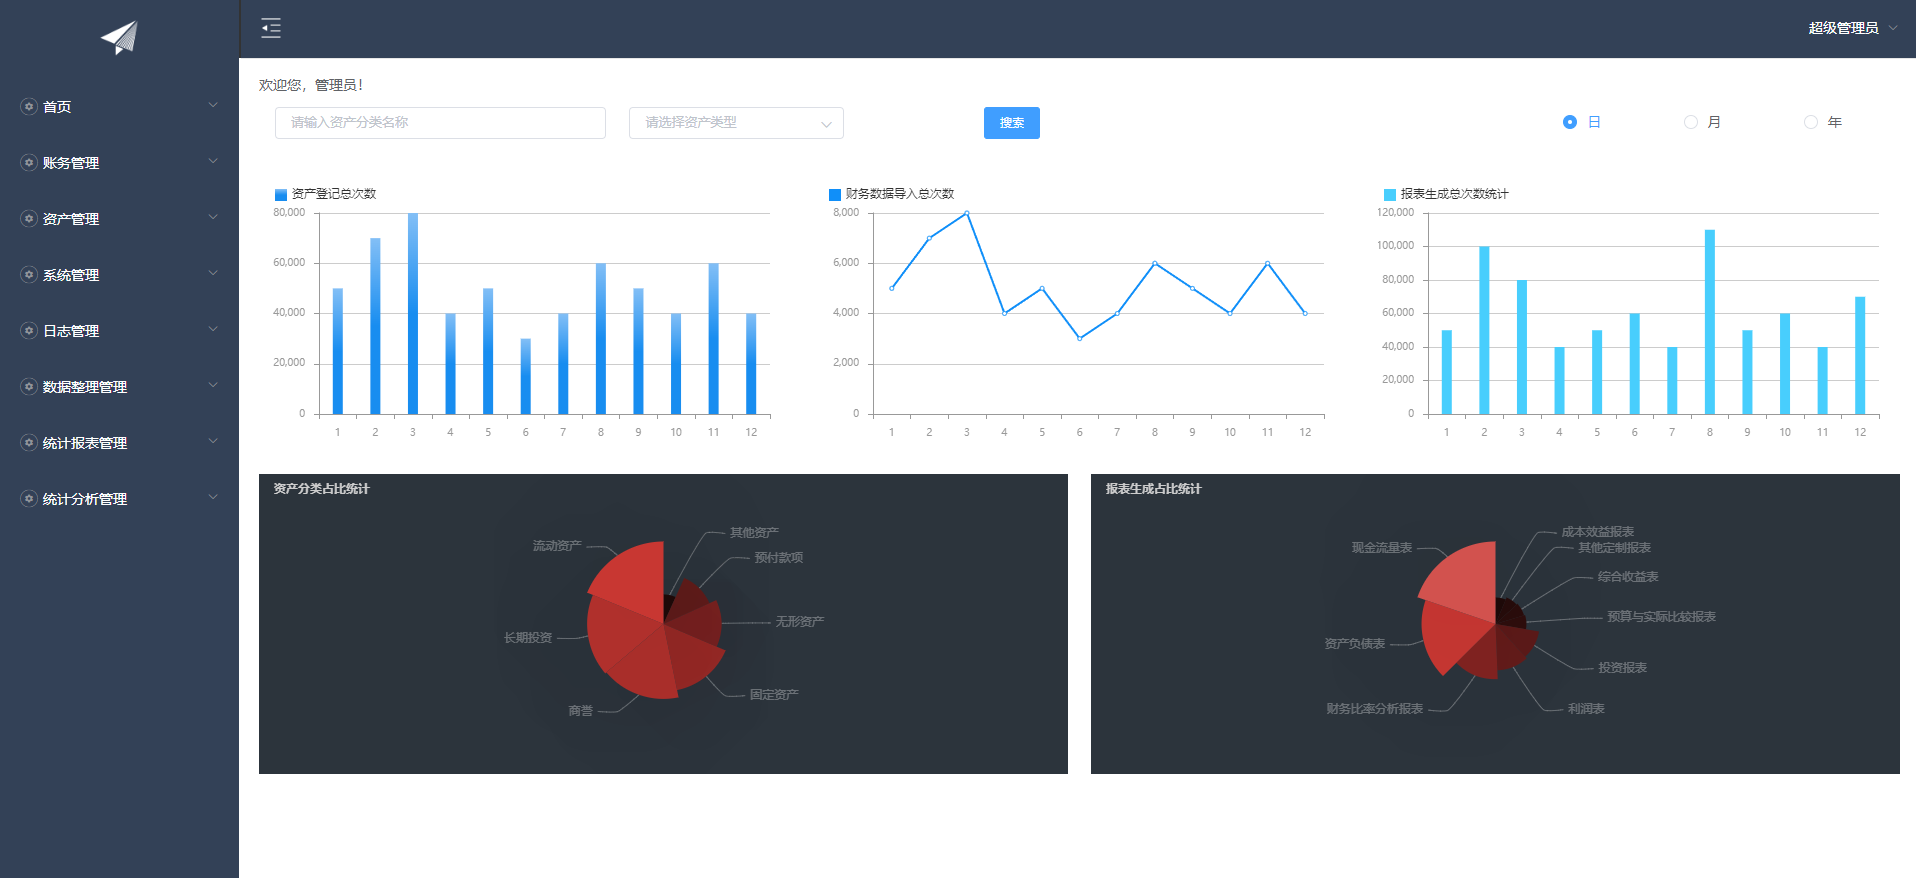 超级管理员
首页
账务管理
资产管理
系统管理
日志管理
数据整理管理
统计报表管理
统计分析管理
欢迎您，管理员！
请输入资产分类名称
请选择资产类型
搜索
日
月
年
资产登记总次数
80,000
60,000
40,000
20,000
0
1 2 3 4 5 6 7 8 9 10 11 12
财务数据导入总次数
8,000
6,000
4,000
2,000
0
1 2 3 4 5 6 7 8 9 10 11 12
报表生成总次数统计
120,000
100,000
80,000
60,000
40,000
20,000
0
1 2 3 4 5 6 7 8 9 10 11 12
资产分类占比统计
其他资产
流动资产
预付款项
无形资产
长期投资
固定资产
商誉
报表生成占比统计
成本效益报表
现金流量表
其他定制报表
综合收益表
预算与实际比较报表
资产负债表
投资报表
财务比率分析报表
利润表